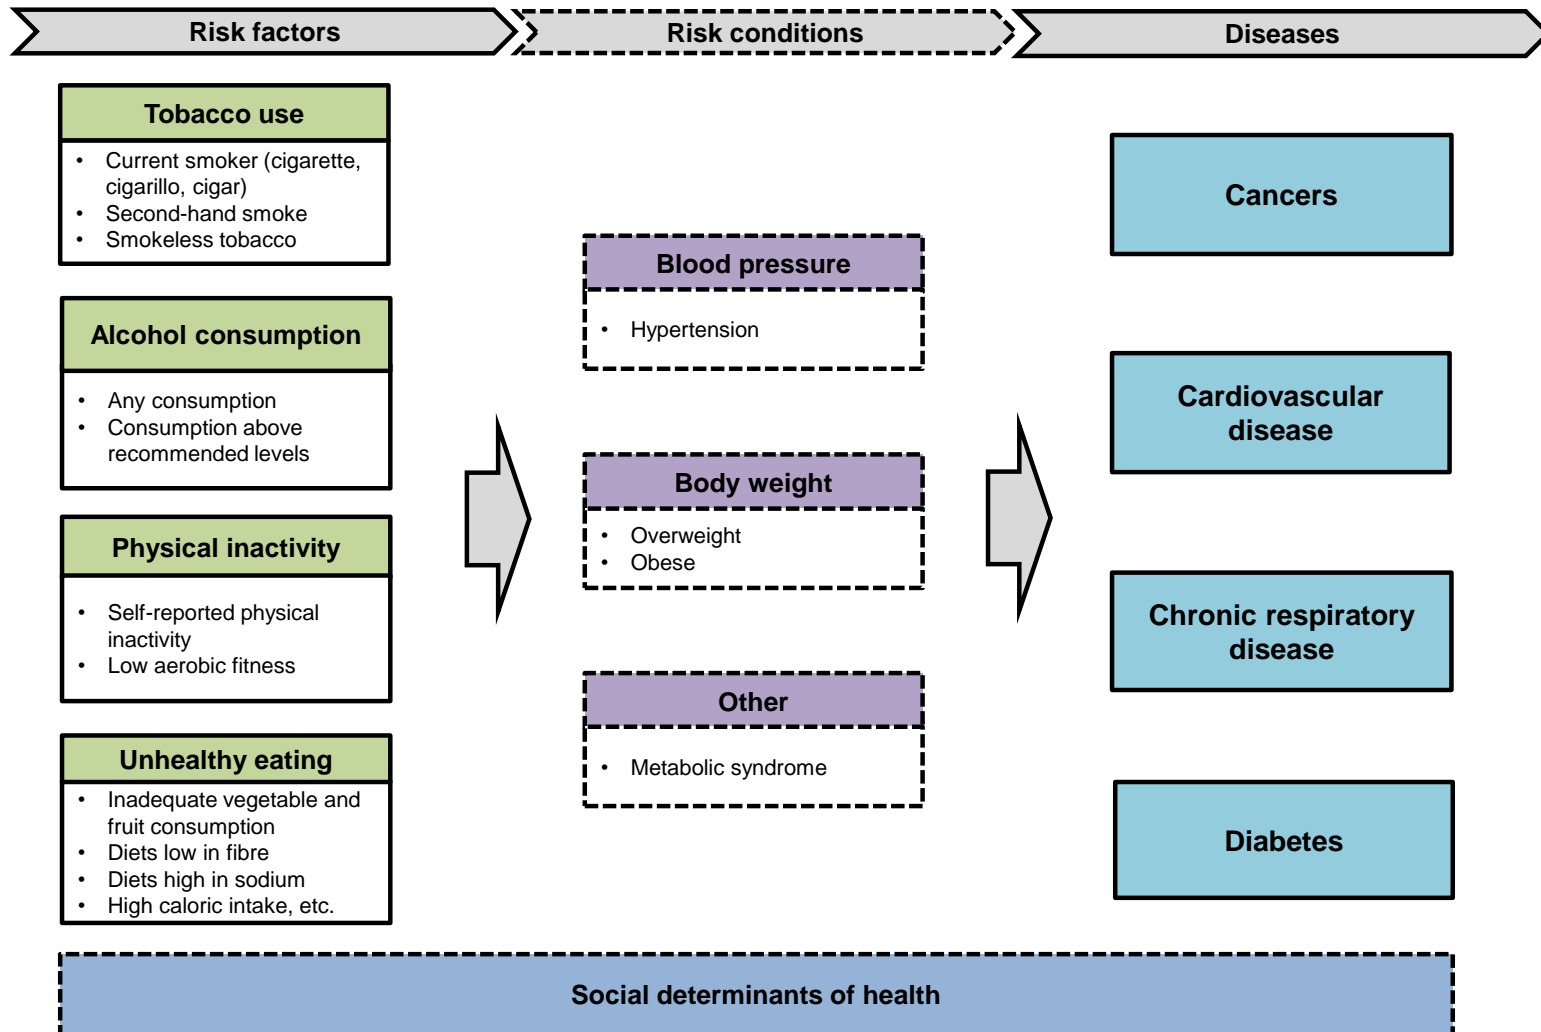 Risk factors
Risk conditions
Diseases
Tobacco use
• Current smoker (cigarette,
cigarillo, cigar)
• Second-hand smoke
• Smokeless tobacco
Alcohol consumption
• Any consumption
• Consumption above
recommended levels
Physical inactivity
• Self-reported physical
inactivity
• Low aerobic fitness
Unhealthy eating
• Inadequate vegetable and
fruit consumption
• Diets low in fibre
• Diets high in sodium
• High caloric intake, etc.
Blood pressure
• Hypertension
Body weight
• Overweight
• Obese
Other
• Metabolic syndrome
Cancers
Cardiovascular
disease
Chronic respiratory
disease
Diabetes
Social determinants of health